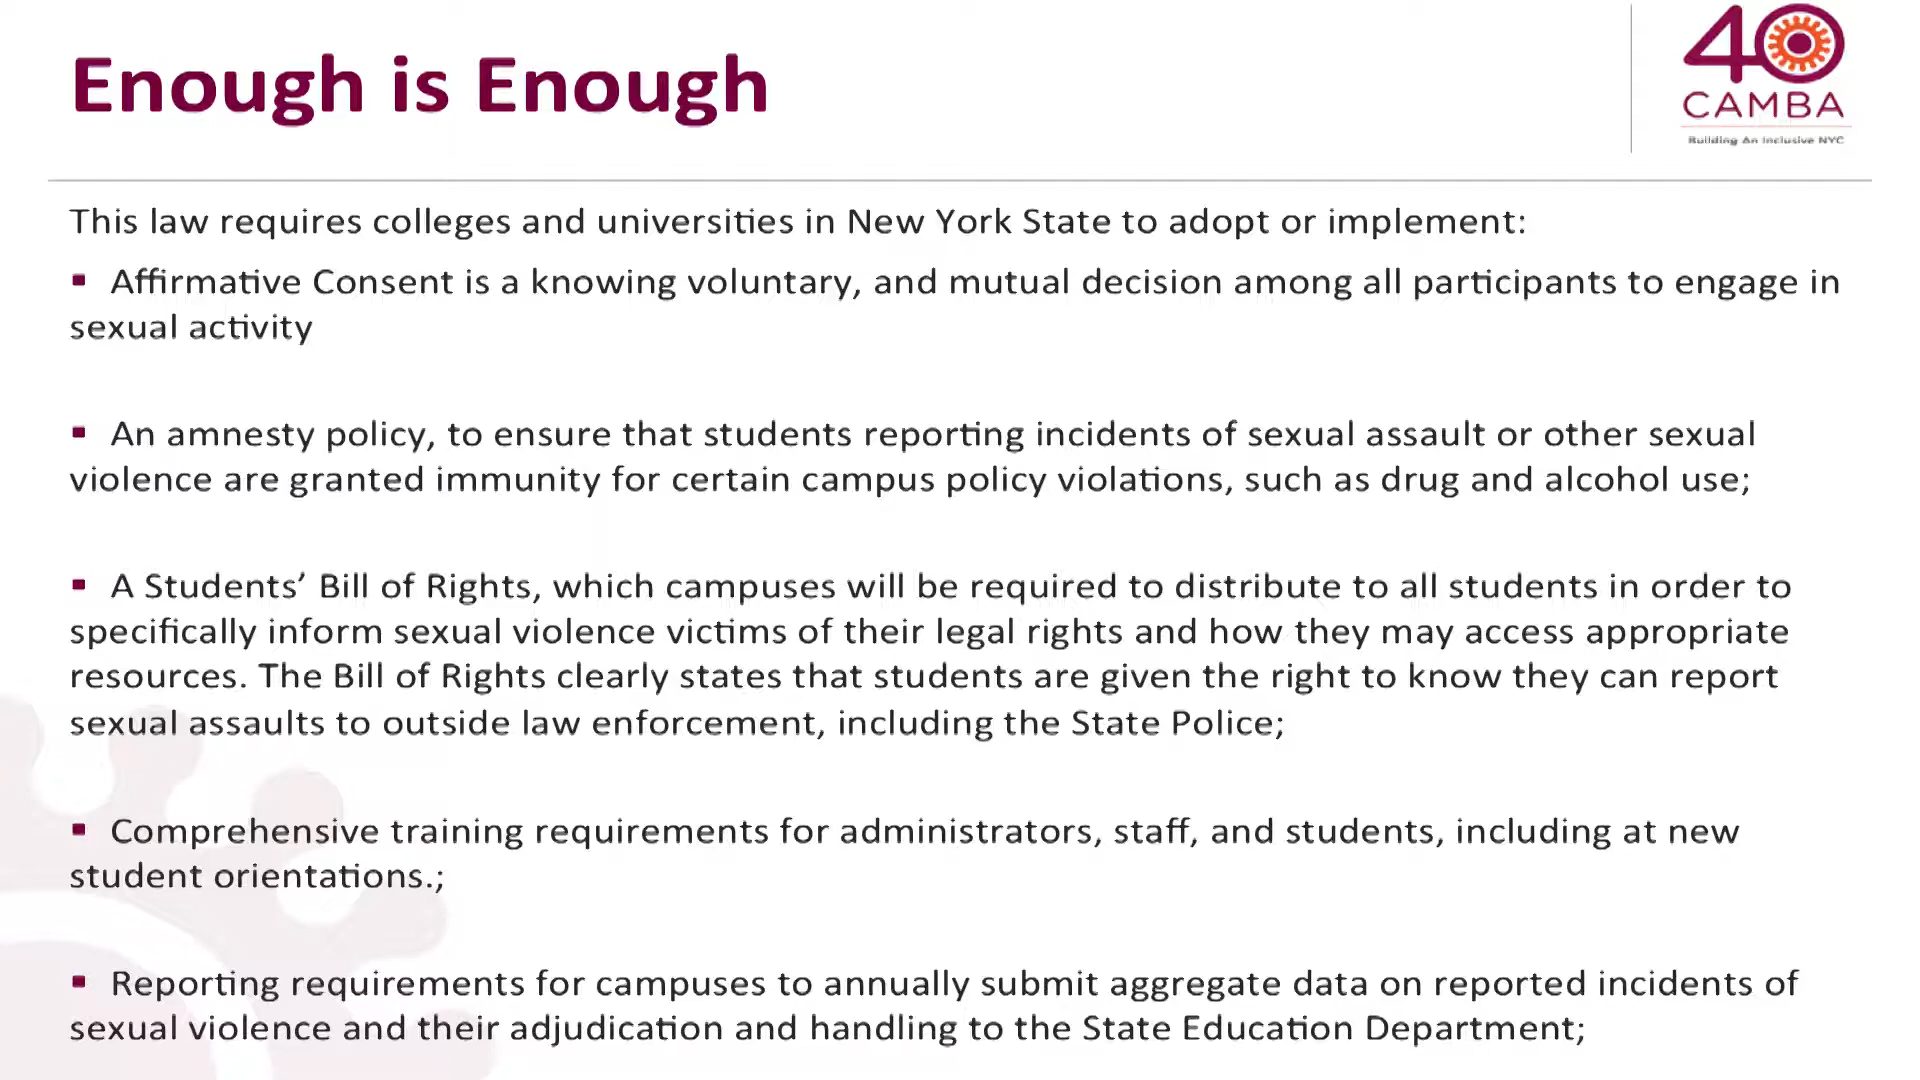 Enough is Enough
40
CAMBA
Building An Inclusive NYC
This law requires colleges and universities in New York State to adopt or implement:
▪ Affirmative Consent is a knowing voluntary, and mutual decision among all participants to engage in
sexual activity
▪ An amnesty policy, to ensure that students reporting incidents of sexual assault or other sexual
violence are granted immunity for certain campus policy violations, such as drug and alcohol use;
▪ A Students’ Bill of Rights, which campuses will be required to distribute to all students in order to
specifically inform sexual violence victims of their legal rights and how they may access appropriate
resources. The Bill of Rights clearly states that students are given the right to know they can report
sexual assaults to outside law enforcement, including the State Police;
▪ Comprehensive training requirements for administrators, staff, and students, including at new
student orientations.;
▪ Reporting requirements for campuses to annually submit aggregate data on reported incidents of
sexual violence and their adjudication and handling to the State Education Department;